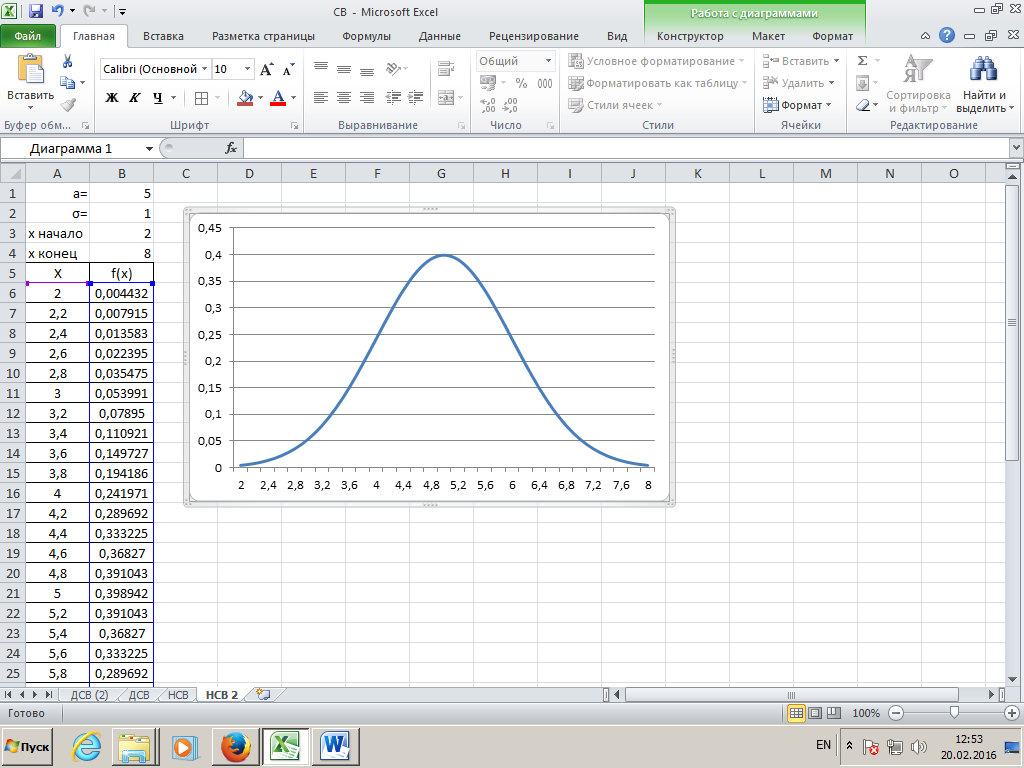 СВ - Microsoft Excel
Работа с диаграммами
Файл Главная Вставка Разметка страницы Формулы Данные Рецензирование Вид Конструктор Макет Формат
Вставить
Calibri (Основной 10
Ж К Ч
Общий
% 000
Условное форматирование
Форматировать как таблицу
Стили ячеек
Вставить
Удалить
Формат
Σ
Сортировка и фильтр
Найти и выделить
Буфер обм... Шрифт Выравнивание Число Стили Ячейки Редактирование
Диаграмма 1 fx
A B C D E F G H I J K L M N O
1 a= 5
2 σ= 1
3 x начало 2
4 x конец 8
5 X f(x)
6 2 0,004432
7 2,2 0,007915
8 2,4 0,013583
9 2,6 0,022395
10 2,8 0,035475
11 3 0,053991
12 3,2 0,07895
13 3,4 0,110921
14 3,6 0,149727
15 3,8 0,194186
16 4 0,241971
17 4,2 0,289692
18 4,4 0,333225
19 4,6 0,36827
20 4,8 0,391043
21 5 0,398942
22 5,2 0,391043
23 5,4 0,36827
24 5,6 0,333225
25 5,8 0,289692
0,45
0,4
0,35
0,3
0,25
0,2
0,15
0,1
0,05
0
2 2,4 2,8 3,2 3,6 4 4,4 4,8 5,2 5,6 6 6,4 6,8 7,2 7,6 8
ДСВ (2) ДСВ НСВ НСВ 2
Готово 100%
Пуск EN 12:53
20.02.2016